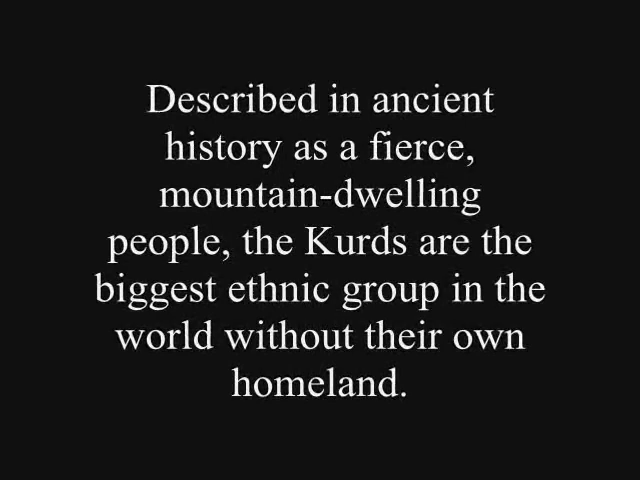 Described in ancient
history as a fierce,
mountain-dwelling
people, the Kurds are the
biggest ethnic group in the
world without their own
homeland.